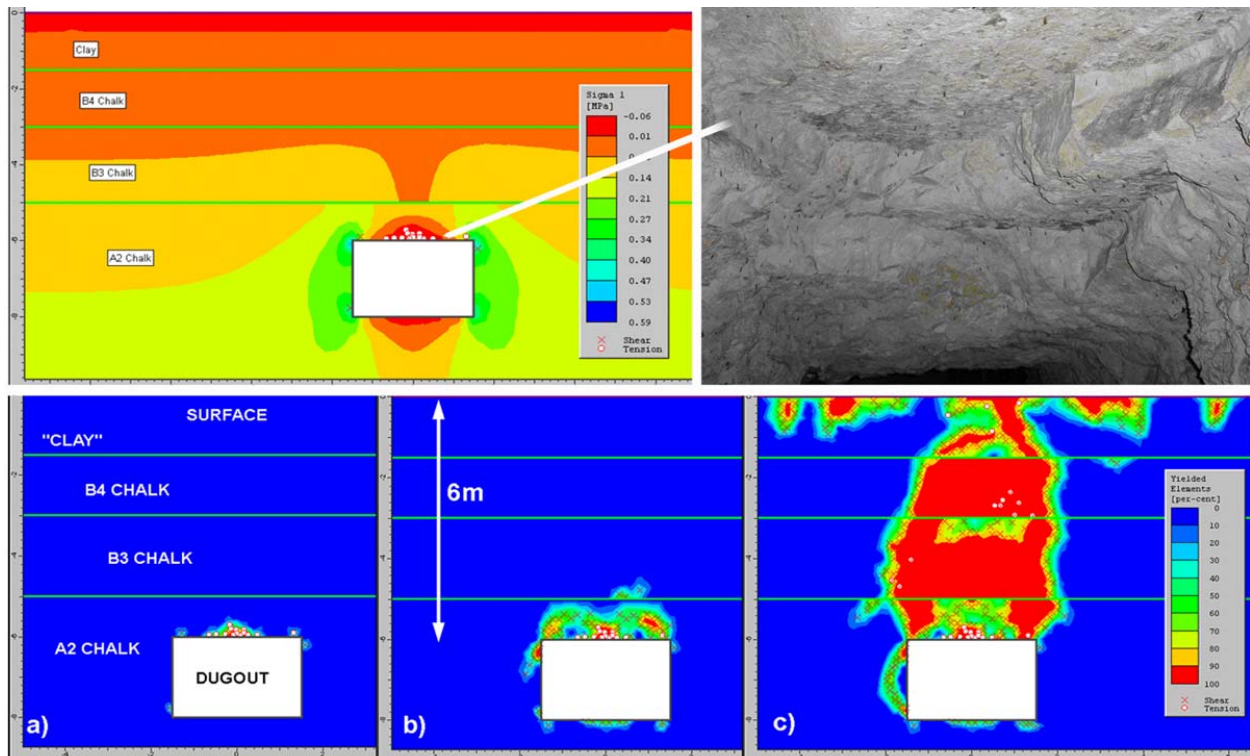 Clay
B4 Chalk
B3 Chalk
A2 Chalk
Sigma 1
[MPa]
-0.06
0.01
0.14
0.21
0.27
0.34
0.40
0.47
0.53
0.59
Shear
Tension
SURFACE
"CLAY"
B4 CHALK
B3 CHALK
A2 CHALK
DUGOUT
a)
6m
b)
c)
Yielded
Elements
[per-cent]
0
10
20
30
40
50
60
70
80
90
100
Shear
Tension